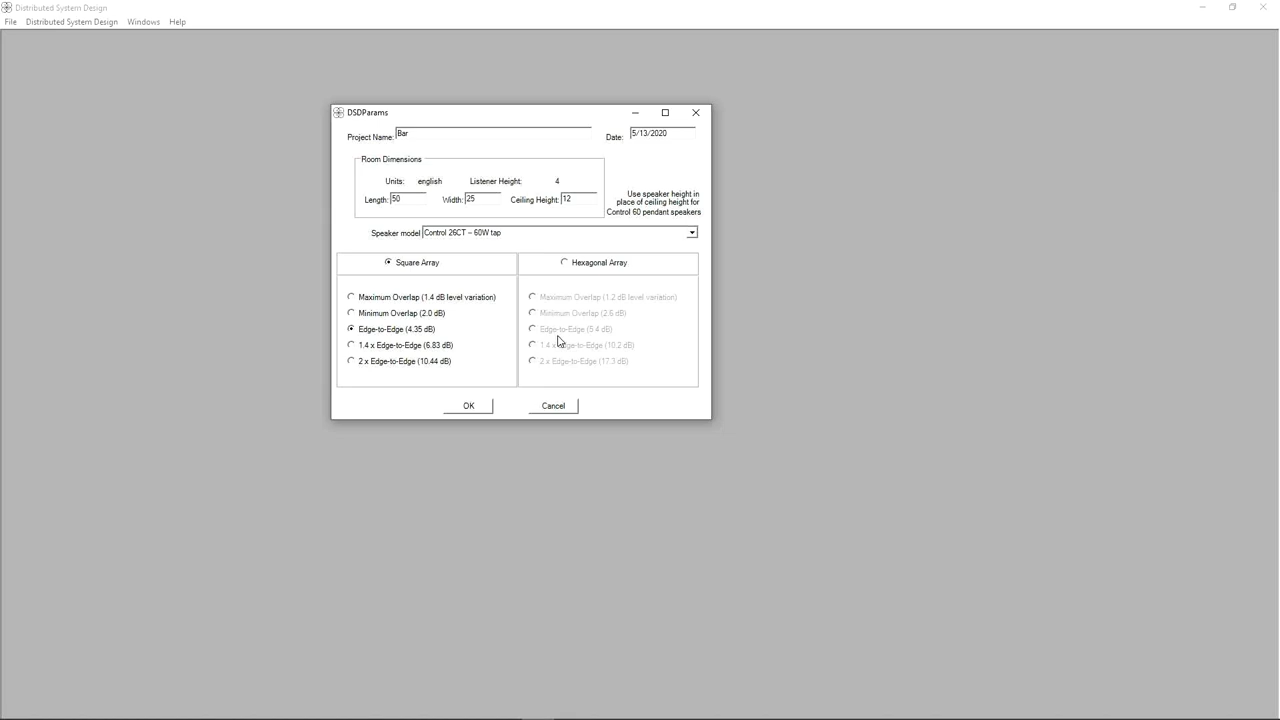 Distributed System Design
File Distributed System Design Windows Help
DSDParams
Project Name: Bar Date: 5/13/2020
Room Dimensions
Units: english Listener Height: 4
Length: 50 Width: 25 Ceiling Height: 12
Use speaker height in
place of ceiling height for
Control 60 pendant speakers
Speaker model Control 26CT – 60W tap
Square Array
Hexagonal Array
Maximum Overlap (1.4 dB level variation)
Minimum Overlap (2.0 dB)
Edge-to-Edge (4.35 dB)
1.4 x Edge-to-Edge (6.83 dB)
2 x Edge-to-Edge (10.44 dB)
Maximum Overlap (1.2 dB level variation)
Minimum Overlap (2.6 dB)
Edge-to-Edge (5.4 dB)
1.4 x Edge-to-Edge (10.2 dB)
2 x Edge-to-Edge (17.3 dB)
OK Cancel